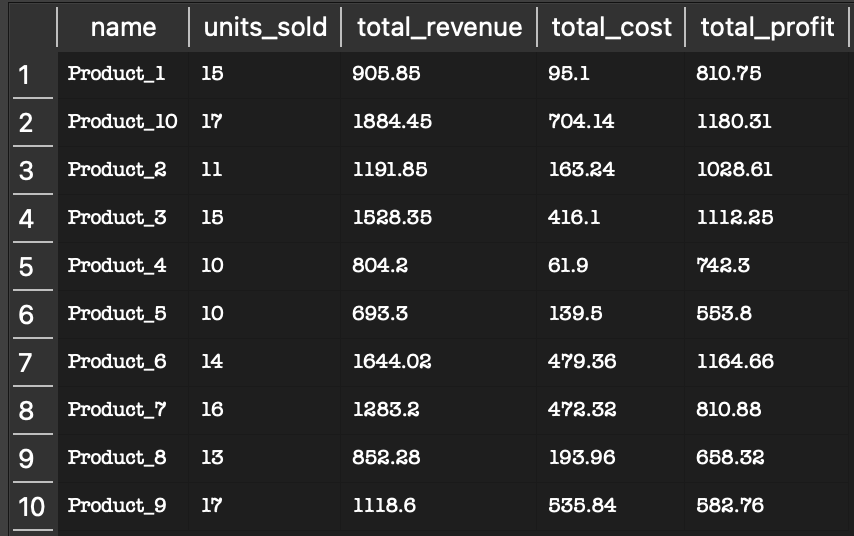 name units_sold total_revenue total_cost total_profit
1 Product_1 15 905.85 95.1 810.75
2 Product_10 17 1884.45 704.14 1180.31
3 Product_2 11 1191.85 163.24 1028.61
4 Product_3 15 1528.35 416.1 1112.25
5 Product_4 10 804.2 61.9 742.3
6 Product_5 10 693.3 139.5 553.8
7 Product_6 14 1644.02 479.36 1164.66
8 Product_7 16 1283.2 472.32 810.88
9 Product_8 13 852.28 193.96 658.32
10 Product_9 17 1118.6 535.84 582.76